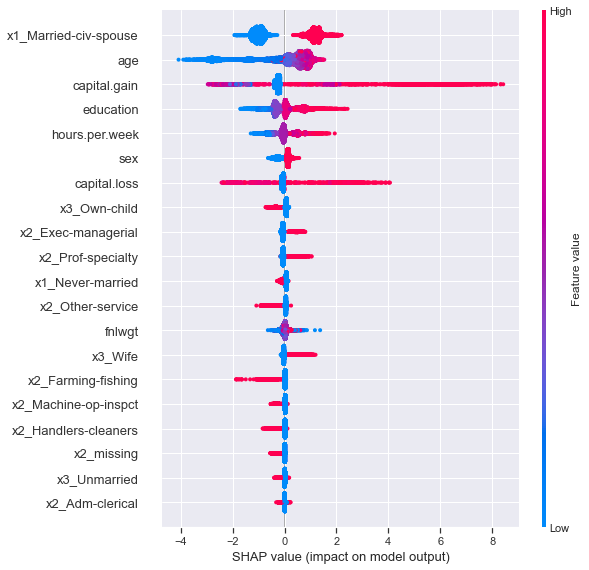 High
x1_Married-civ-spouse
age
capital.gain
education
hours.per.week
sex
capital.loss
x3_Own-child
x2_Exec-managerial
x2_Prof-specialty
x1_Never-married
x2_Other-service
fnlwgt
x3_Wife
x2_Farming-fishing
x2_Machine-op-inspct
x2_Handlers-cleaners
x2_missing
x3_Unmarried
x2_Adm-clerical
Feature value
Low
−4 −2 0 2 4 6 8
SHAP value (impact on model output)